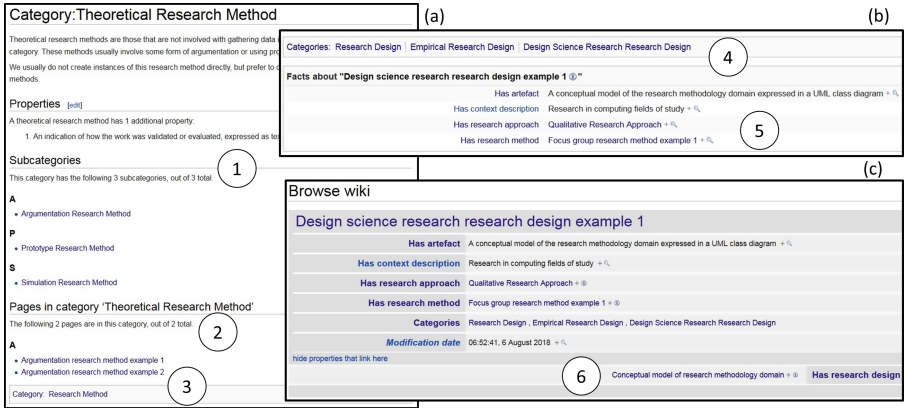 Category:Theoretical Research Method
Theoretical research methods are those that are not involved with gathering data
category. These methods usually involve some form of argumentation or using
We usually do not create instances of this research method directly, but prefer to
methods.
Properties [edit]
A theoretical research method has 1 additional property:
1. An indication of how the work was validated or evaluated, expressed as
Subcategories
1
This category has the following 3 subcategories, out of 3 total.
A
• Argumentation Research Method
P
• Prototype Research Method
S
• Simulation Research Method
Pages in category 'Theoretical Research Method'
The following 2 pages are in this category, out of 2 total.
2
A
• Argumentation research method example 1
• Argumentation research method example 2
3
Category: Research Method
(a)
(b)
Categories: Research Design | Empirical Research Design | Design Science Research Research Design
4
Facts about "Design science research research design example 1"
Has artefact A conceptual model of the research methodology domain expressed in a UML class diagram +
Has context description Research in computing fields of study +
Has research approach Qualitative Research Approach +
Has research method Focus group research method example 1 +
5
(c)
Browse wiki
Design science research research design example 1
Has artefact A conceptual model of the research methodology domain expressed in a UML class diagram +
Has context description Research in computing fields of study +
Has research approach Qualitative Research Approach +
Has research method Focus group research method example 1 +
Categories Research Design , Empirical Research Design , Design Science Research Research Design
Modification date 06:52:41, 6 August 2018 +
hide properties that link here
6
Conceptual model of research methodology domain + Has research design